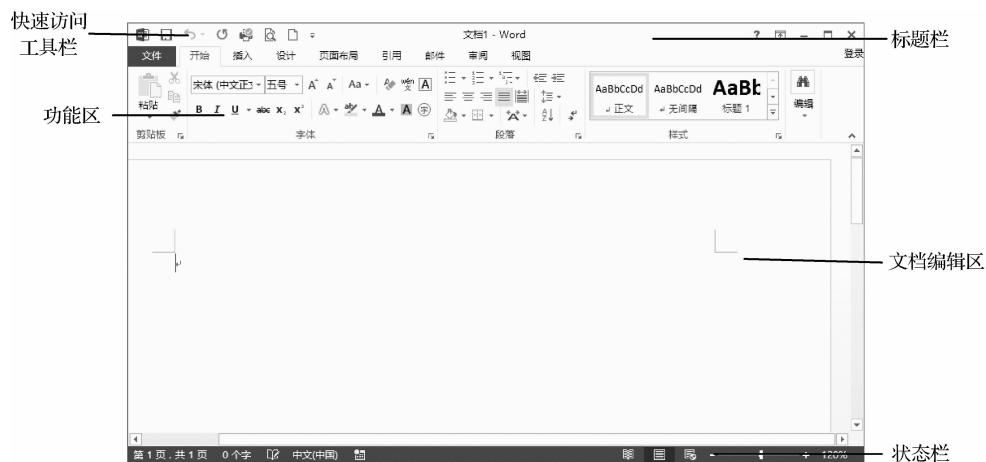 快速访问
工具栏
文档1 - Word
标题栏
文件 开始 插入 设计 页面布局 引用 邮件 审阅 视图 登录
宋体 (中文正 五号 Aa wén 文 A
AaBbCcDd AaBbCcDd AaBb
粘贴 B I U abc X₂ X² A A 字
正文 无间隔 标题 1 编辑
功能区
剪贴板 字体 段落 样式
文档编辑区
第 1 页,共 1 页 0 个字 中文(中国) 120%
状态栏